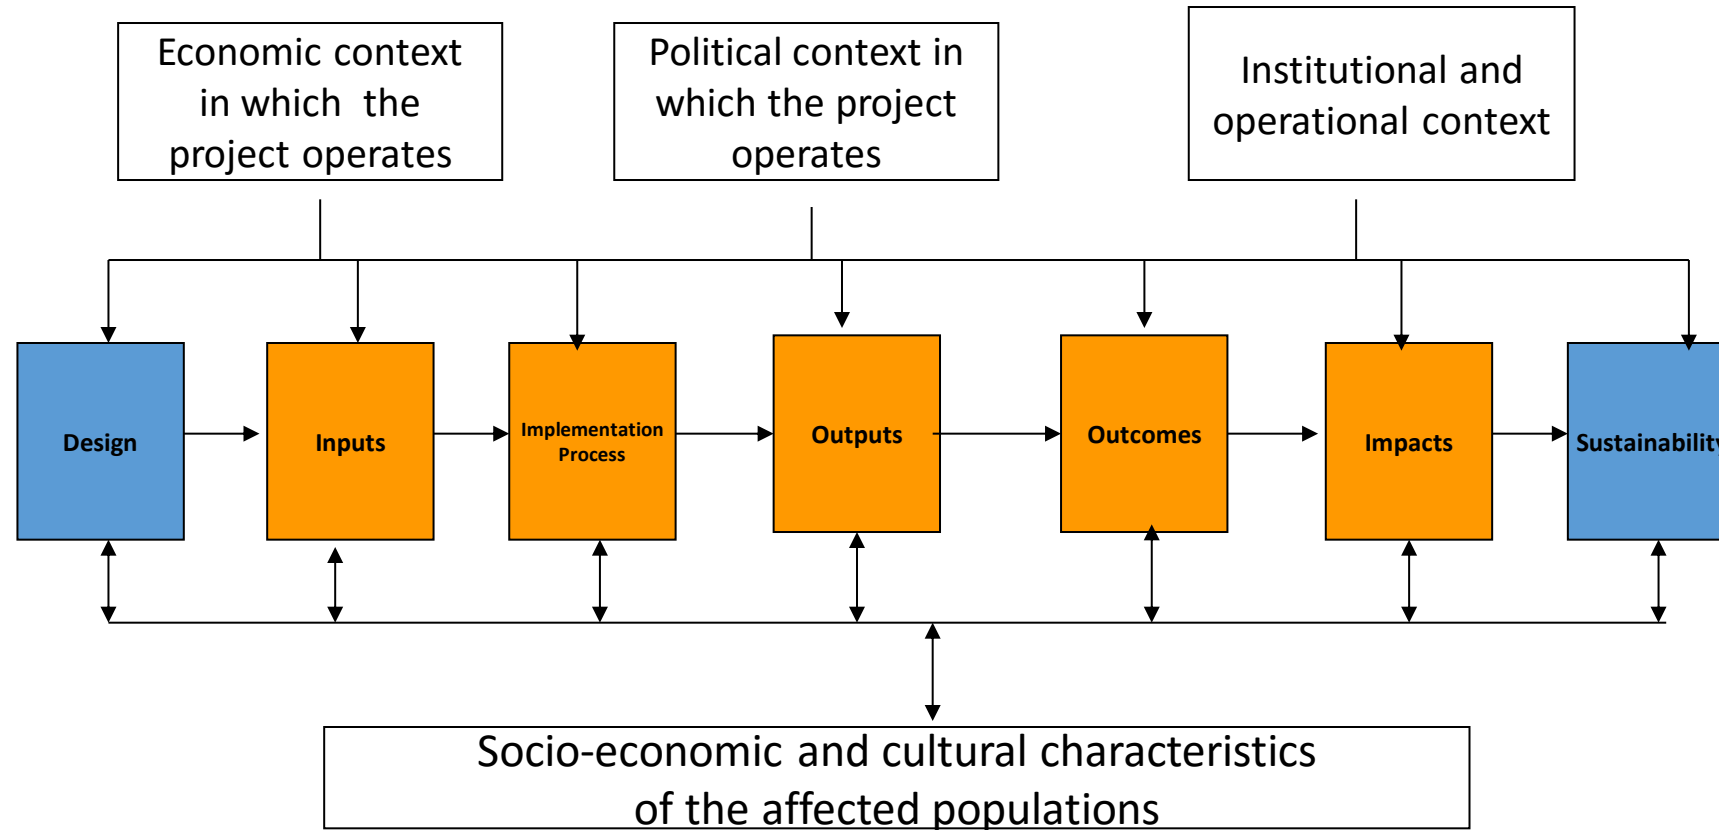 Economic context
in which the
project operates
Political context in
which the project
operates
Institutional and
operational context
Design
Inputs
Implementation
Process
Outputs
Outcomes
Impacts
Sustainability
Socio-economic and cultural characteristics
of the affected populations